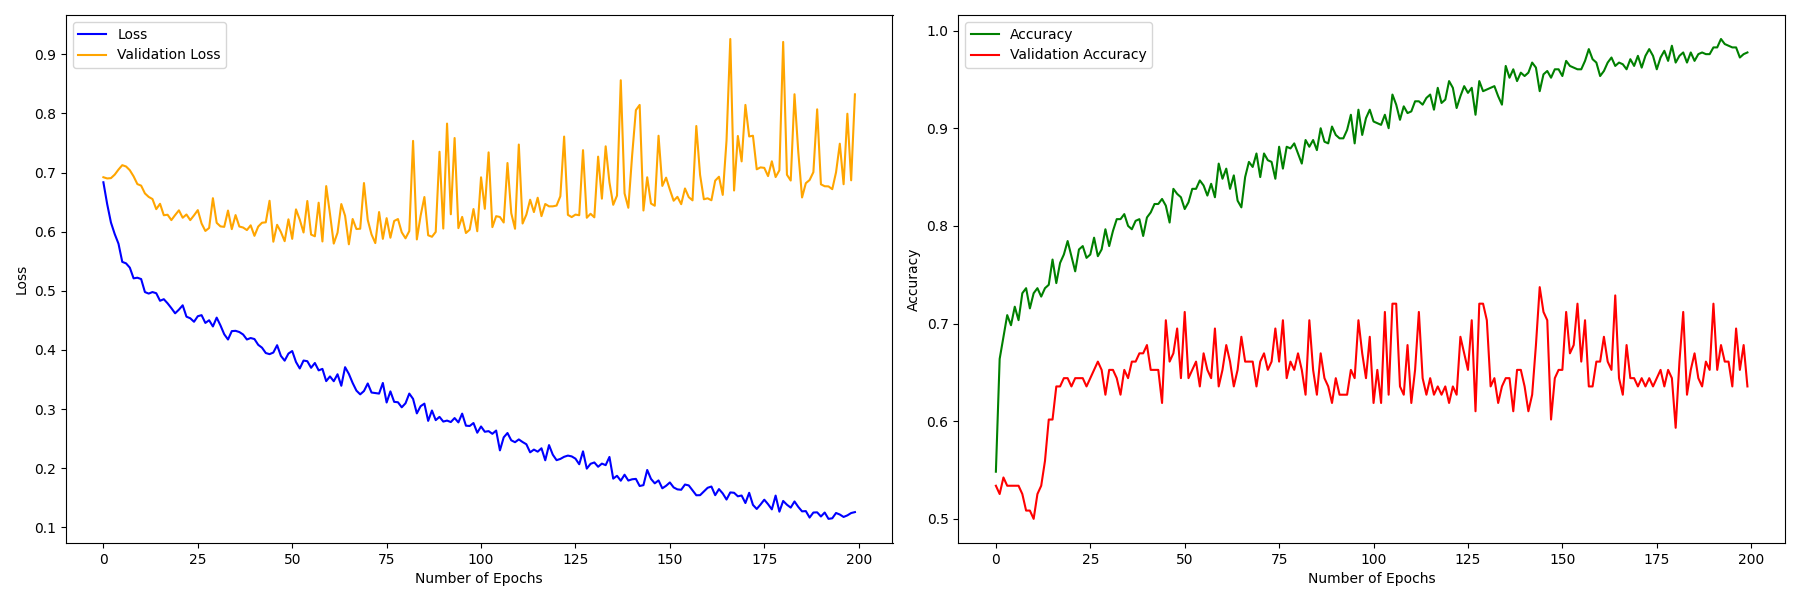 Loss
Validation Loss
0.9
0.8
0.7
0.6
0.5
0.4
0.3
0.2
0.1
Loss
0 25 50 75 100 125 150 175 200
Number of Epochs
Accuracy
Validation Accuracy
1.0
0.9
0.8
0.7
0.6
0.5
Accuracy
0 25 50 75 100 125 150 175 200
Number of Epochs